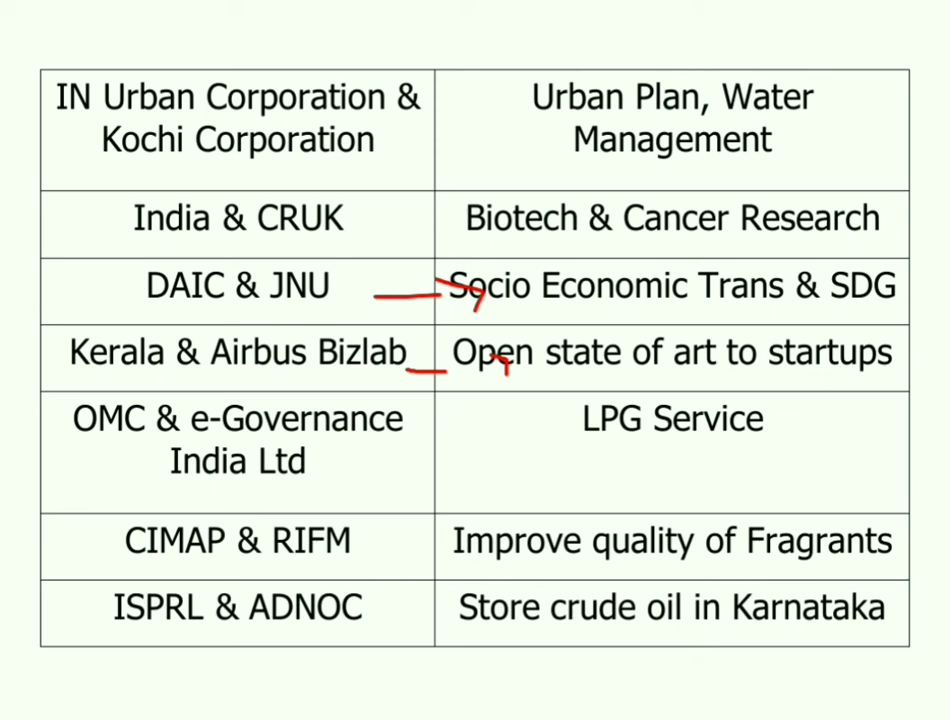 IN Urban Corporation &
Kochi Corporation
Urban Plan, Water
Management
India & CRUK
Biotech & Cancer Research
DAIC & JNU
Socio Economic Trans & SDG
Kerala & Airbus Bizlab
Open state of art to startups
OMC & e-Governance
India Ltd
LPG Service
CIMAP & RIFM
Improve quality of Fragrants
ISPRL & ADNOC
Store crude oil in Karnataka